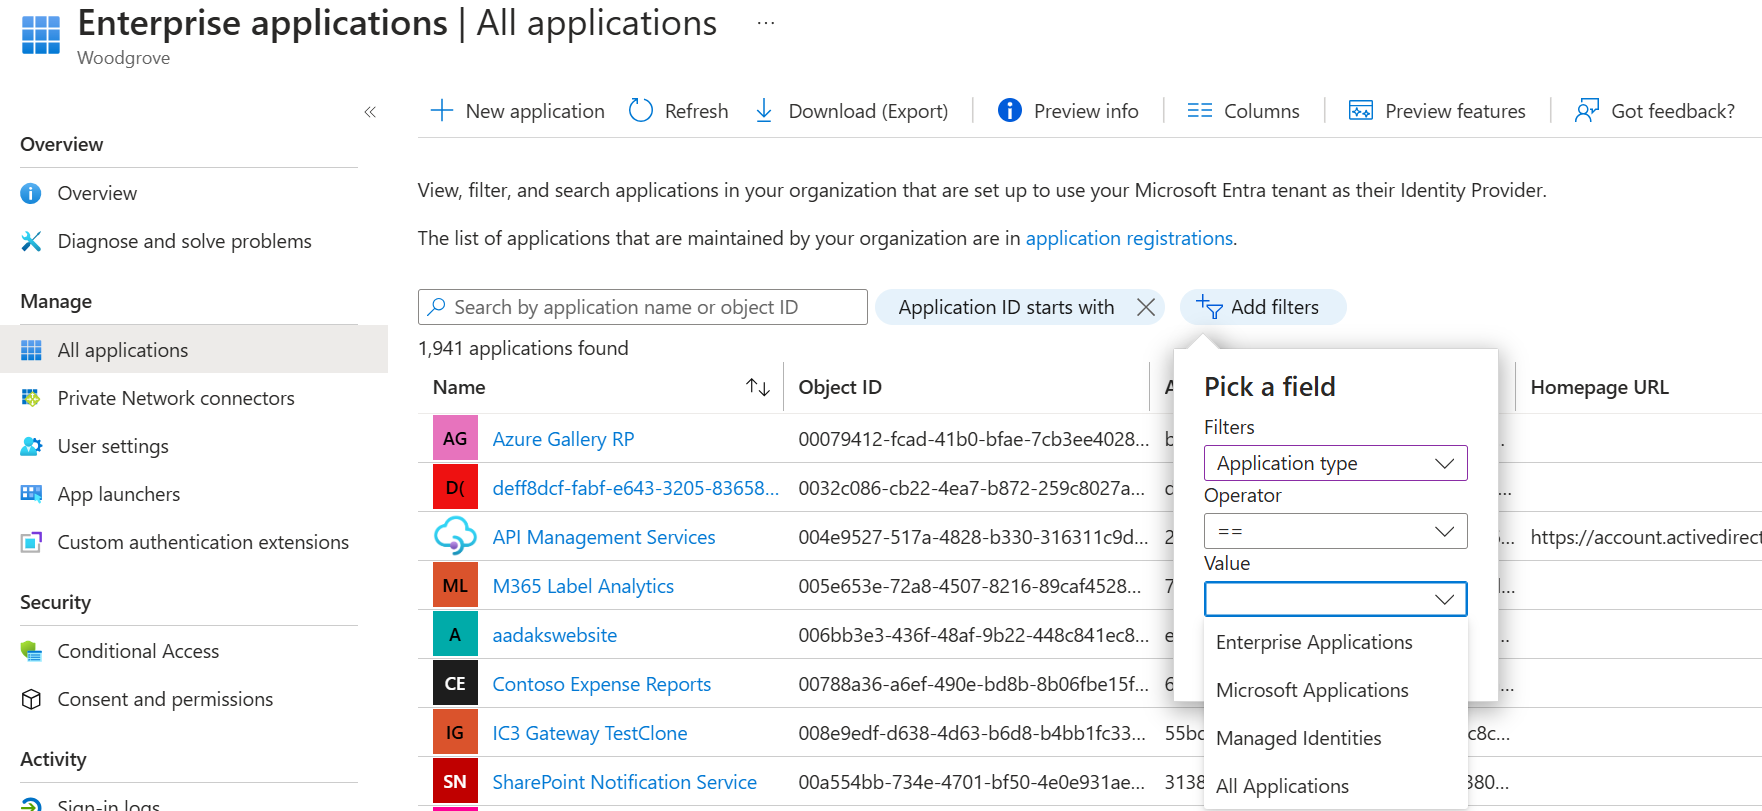 Enterprise applications | All applications ...
Woodgrove
«
New application
Refresh
Download (Export)
Preview info
Columns
Preview features
Got feedback?
Overview
Overview
Diagnose and solve problems
Manage
All applications
Private Network connectors
User settings
App launchers
Custom authentication extensions
Security
Conditional Access
Consent and permissions
Activity
Sign-in logs
View, filter, and search applications in your organization that are set up to use your Microsoft Entra tenant as their Identity Provider.
The list of applications that are maintained by your organization are in application registrations.
Search by application name or object ID
Application ID starts with
Add filters
1,941 applications found
Name Object ID A Homepage URL
AG Azure Gallery RP 00079412-fcad-41b0-bfae-7cb3ee4028... b
D( deff8dcf-fabf-e643-3205-83658... 0032c086-cb22-4ea7-b872-259c8027a... d
API Management Services 004e9527-517a-4828-b330-316311c9d... 2 https://account.activedirect
ML M365 Label Analytics 005e653e-72a8-4507-8216-89caf4528... 7
A aadakswebsite 006bb3e3-436f-48af-9b22-448c841ec8... e
CE Contoso Expense Reports 00788a36-a6ef-490e-bd8b-8b06fbe15f... 6
IG IC3 Gateway TestClone 008e9edf-d638-4d63-b6d8-b4bb1fc33... 55bc c8c...
SN SharePoint Notification Service 00a554bb-734e-4701-bf50-4e0e931ae... 3138 380...
Pick a field
Filters
Application type
Operator
==
Value
Enterprise Applications
Microsoft Applications
Managed Identities
All Applications